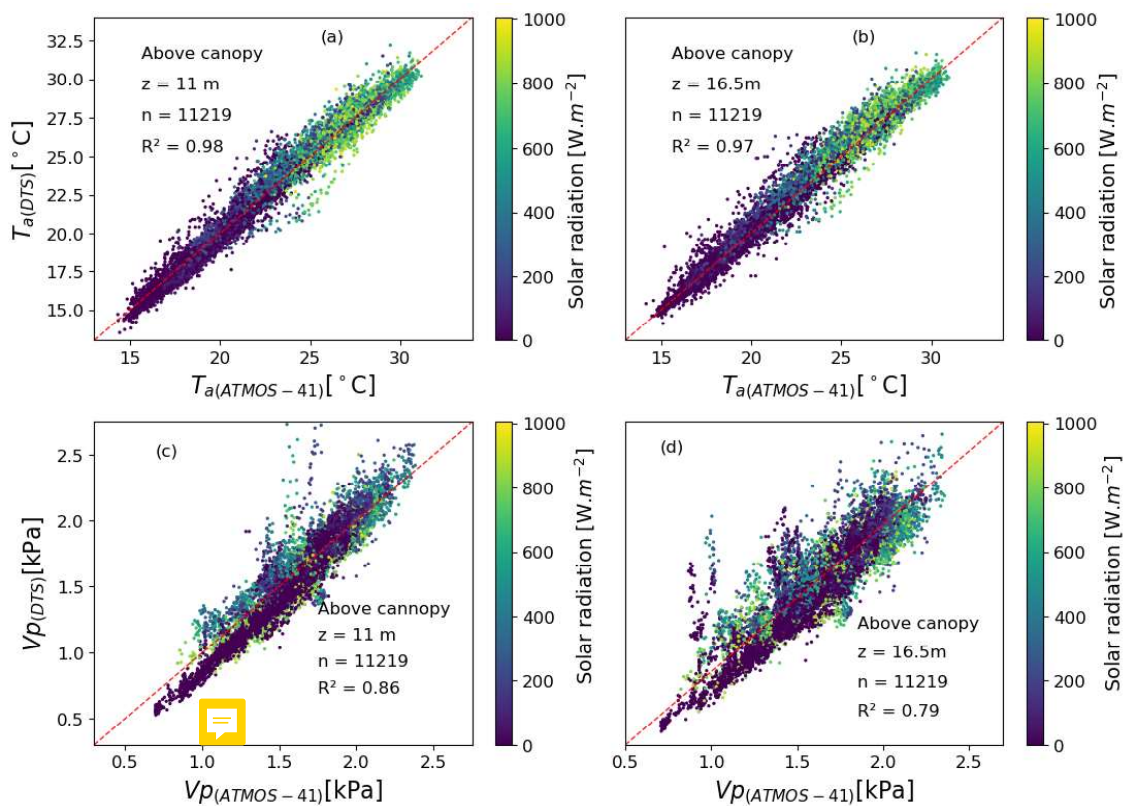 (a)
Above canopy
z = 11 m
n = 11219
R² = 0.98
32.5
30.0
27.5
25.0
22.5
20.0
17.5
15.0
T_a(DTS)[°C]
15 20 25 30
T_a(ATMOS−41)[°C]
1000
800
600
400
200
0
Solar radiation [W.m⁻²]
(b)
Above canopy
z = 16.5m
n = 11219
R² = 0.97
15 20 25 30
T_a(ATMOS−41)[°C]
1000
800
600
400
200
0
Solar radiation [W.m⁻²]
(c)
Above cannopy
z = 11 m
n = 11219
R² = 0.86
2.5
2.0
1.5
1.0
0.5
Vp_(DTS)[kPa]
0.5 1.0 1.5 2.0 2.5
Vp_(ATMOS−41)[kPa]
1000
800
600
400
200
0
Solar radiation [W.m⁻²]
(d)
Above canopy
z = 16.5m
n = 11219
R² = 0.79
0.5 1.0 1.5 2.0 2.5
Vp_(ATMOS−41)[kPa]
1000
800
600
400
200
0
Solar radiation [W.m⁻²]